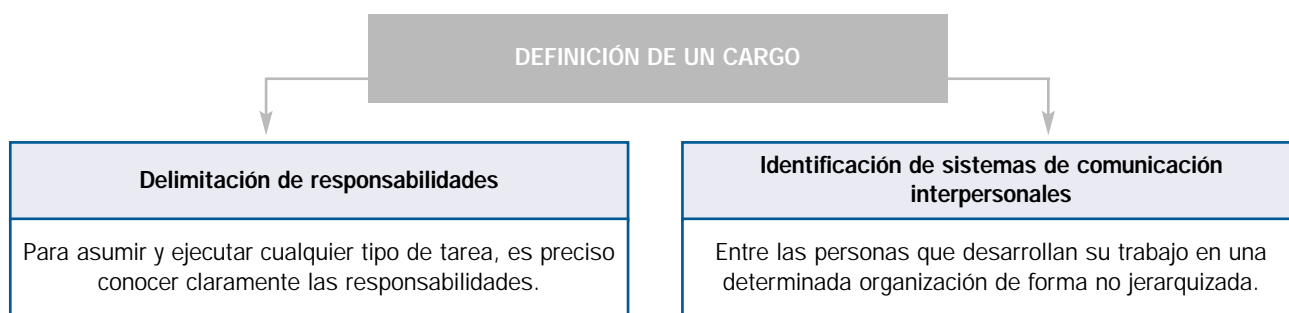 DEFINICIÓN DE UN CARGO
Delimitación de responsabilidades
Para asumir y ejecutar cualquier tipo de tarea, es preciso
conocer claramente las responsabilidades.
Identificación de sistemas de comunicación
interpersonales
Entre las personas que desarrollan su trabajo en una
determinada organización de forma no jerarquizada.